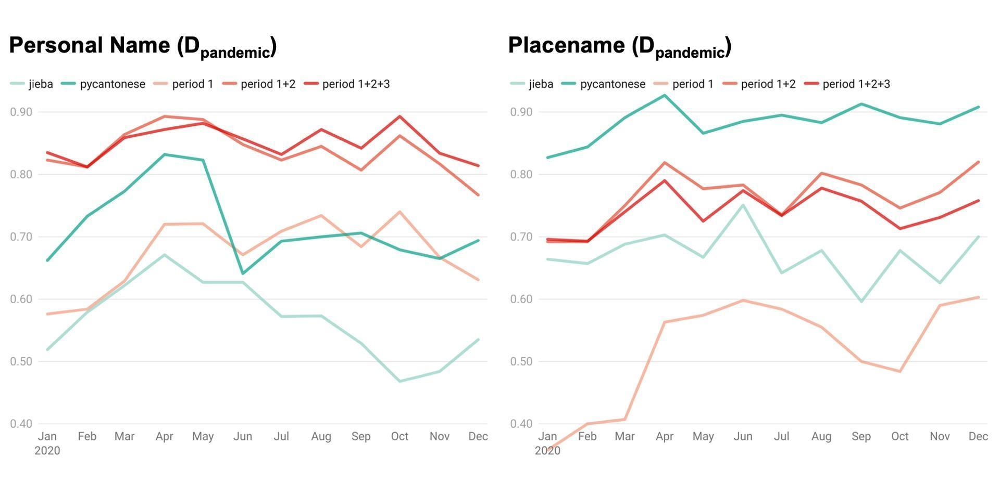 Personal Name (Dpandemic)
jieba pycantonese period 1 period 1+2 period 1+2+3
0.90
0.80
0.70
0.60
0.50
0.40
Jan Feb Mar Apr May Jun Jul Aug Sep Oct Nov Dec
2020
Placename (Dpandemic)
jieba pycantonese period 1 period 1+2 period 1+2+3
0.90
0.80
0.70
0.60
0.50
0.40
Jan Feb Mar Apr May Jun Jul Aug Sep Oct Nov Dec
2020